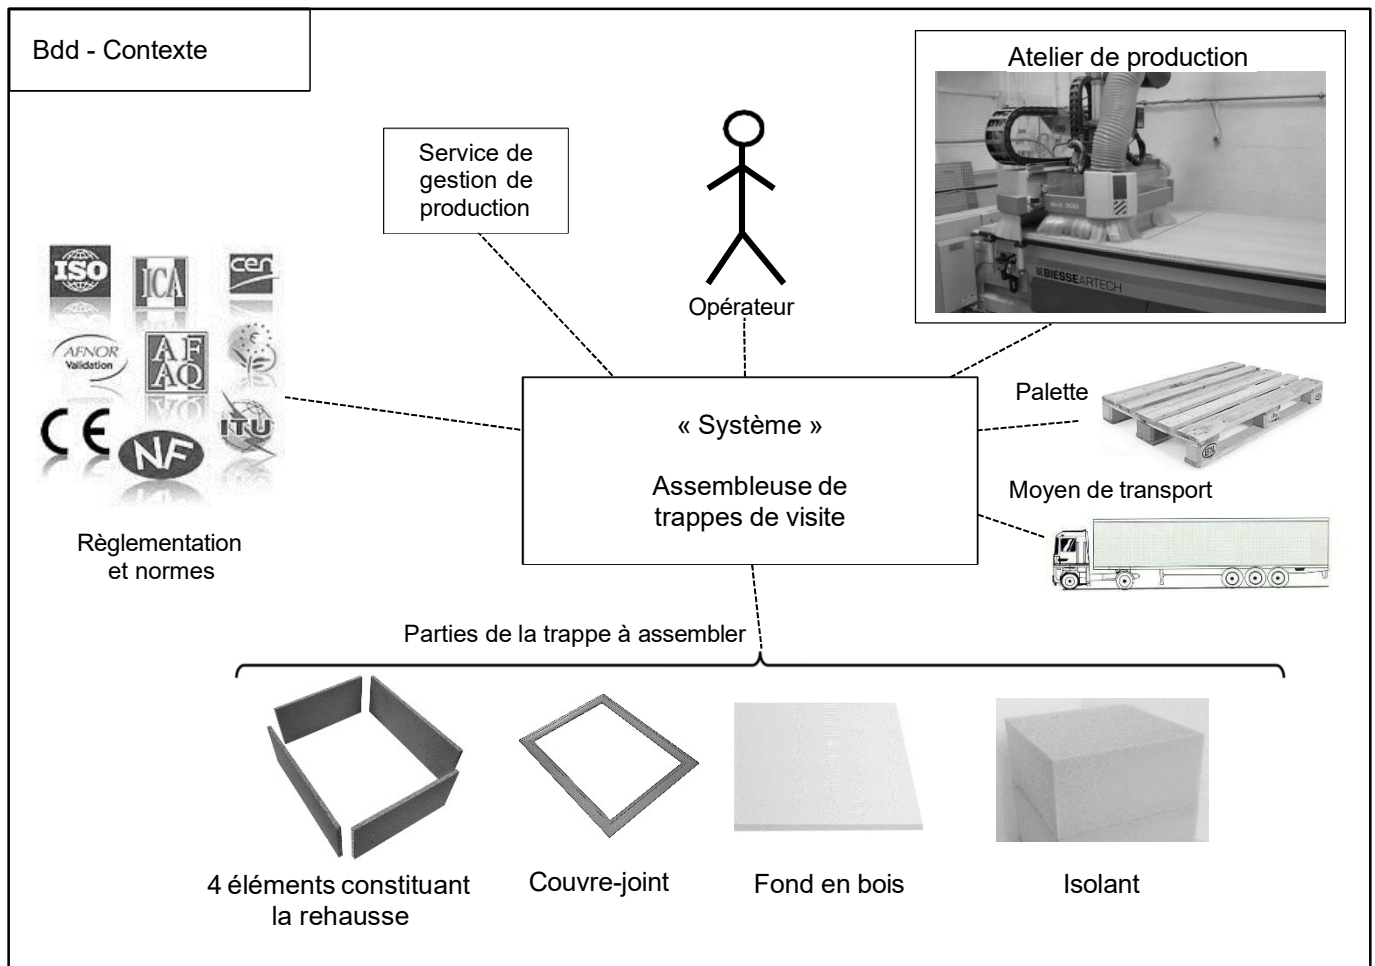 Bdd - Contexte
Atelier de production
BIESSEARTECH
Service de
gestion de
production
Opérateur
ISO
ICA
cen
AFNOR
Validation
AF
AQ
CE
NF
ITU
Règlementation
et normes
« Système »
Assembleuse de
trappes de visite
Palette
Moyen de transport
Parties de la trappe à assembler
4 éléments constituant
la rehausse
Couvre-joint
Fond en bois
Isolant